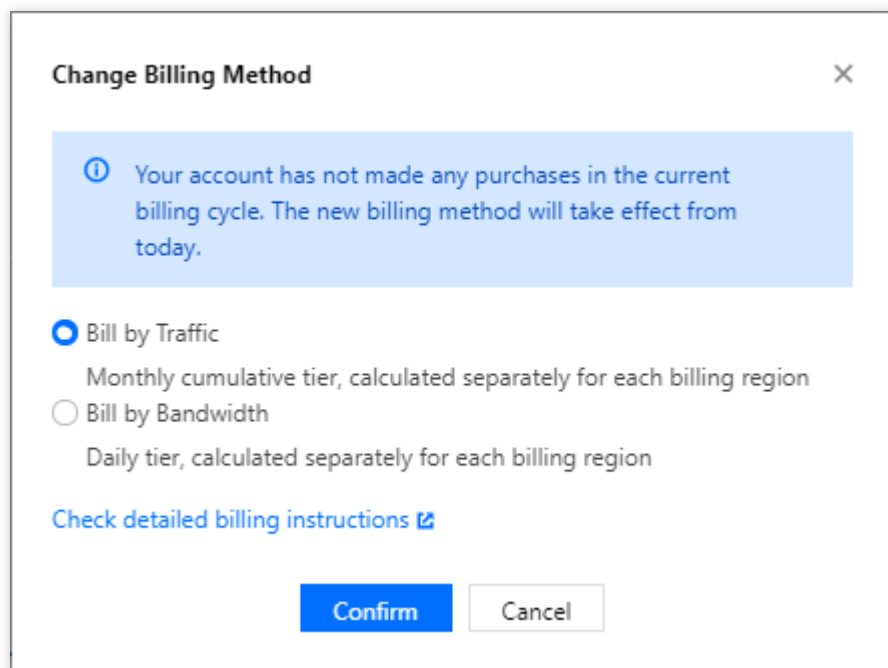 Change Billing Method
Your account has not made any purchases in the current
billing cycle. The new billing method will take effect from
today.
Bill by Traffic
Monthly cumulative tier, calculated separately for each billing region
Bill by Bandwidth
Daily tier, calculated separately for each billing region
Check detailed billing instructions
Confirm Cancel